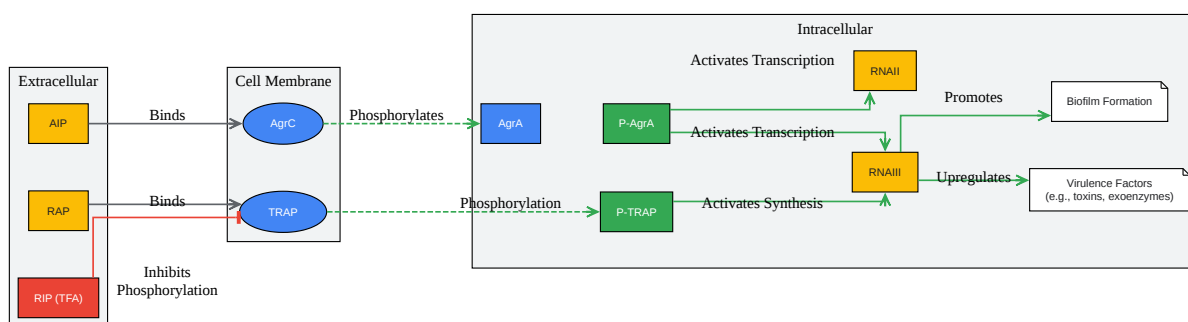 Intracellular
Activates Transcription
RNAII
Extracellular
Cell Membrane
Promotes
Biofilm Formation
AIP
Binds
AgrC
Phosphorylates
AgrA
P-AgrA
Activates Transcription
RNAIII
Upregulates
Virulence Factors
(e.g., toxins, exoenzymes)
RAP
Binds
TRAP
Phosphorylation
P-TRAP
Activates Synthesis
Inhibits
Phosphorylation
RIP (TFA)